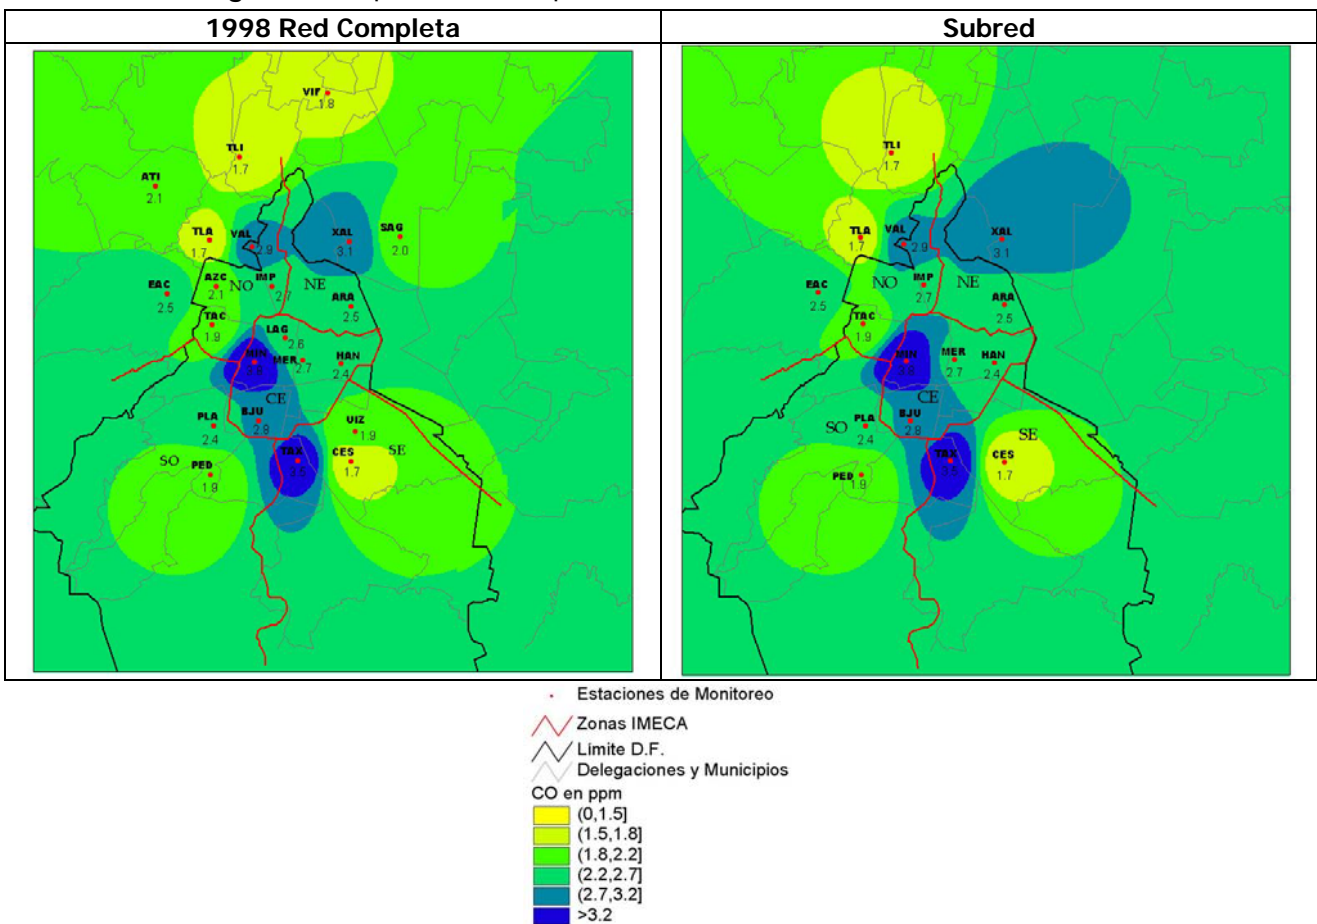 1998 Red Completa
Subred
VIF
1.8
TLI
1.7
ATI
2.1
TLA
1.7
VAL
2.9
XAL
3.1
SAG
2.0
EAC
2.5
AZC
2.1
NO
IMP
2.7
NE
ARA
2.5
TAC
1.9
LAG
2.6
MIN
3.8
MER
2.7
HAN
2.4
CE
PLA
2.4
BJU
2.8
UIZ
1.9
SO
PED
1.9
TAX
3.5
CES
1.7
SE
TLI
1.7
TLA
1.7
VAL
2.9
XAL
3.1
EAC
2.5
NO
IMP
2.7
NE
ARA
2.5
TAC
1.9
MIN
3.8
MER
2.7
HAN
2.4
CE
SO
PLA
2.4
BJU
2.8
SE
PED
1.9
TAX
3.5
CES
1.7
Estaciones de Monitoreo
Zonas IMECA
Límite D.F.
Delegaciones y Municipios
CO en ppm
(0,1.5]
(1.5,1.8]
(1.8,2.2]
(2.2,2.7]
(2.7,3.2]
>3.2